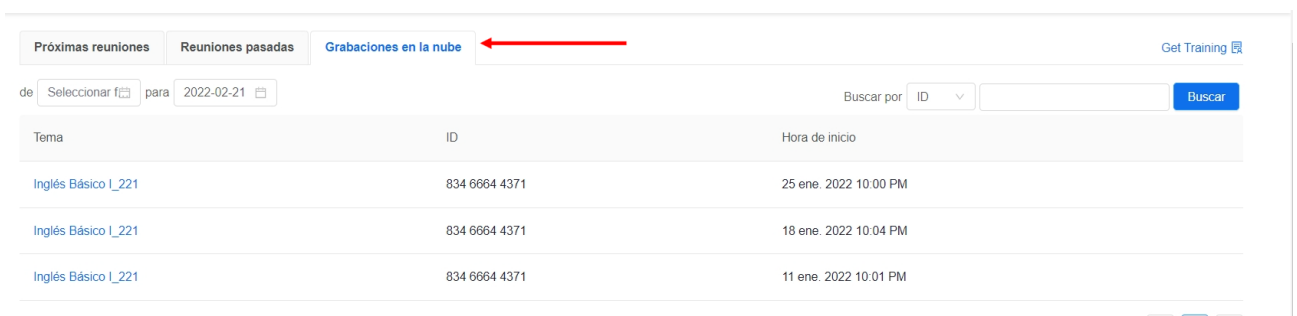 Próximas reuniones Reuniones pasadas Grabaciones en la nube Get Training
de Seleccionar f para 2022-02-21 Buscar por ID Buscar
Tema ID Hora de inicio
Inglés Básico I_221 834 6664 4371 25 ene. 2022 10:00 PM
Inglés Básico I_221 834 6664 4371 18 ene. 2022 10:04 PM
Inglés Básico I_221 834 6664 4371 11 ene. 2022 10:01 PM